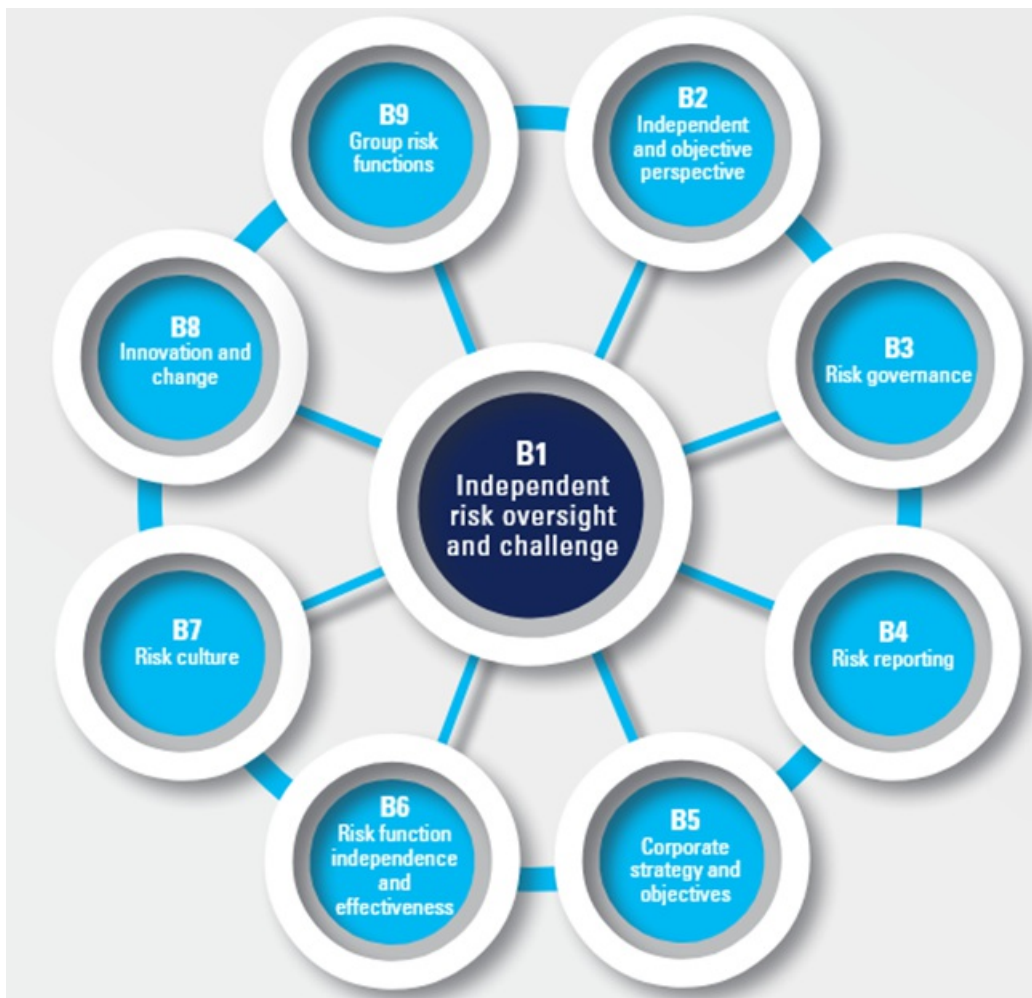 B1
Independent
risk oversight
and challenge
B2
Independent
and objective
perspective
B3
Risk governance
B4
Risk reporting
B5
Corporate
strategy and
objectives
B6
Risk function
independence
and
effectiveness
B7
Risk culture
B8
Innovation and
change
B9
Group risk
functions